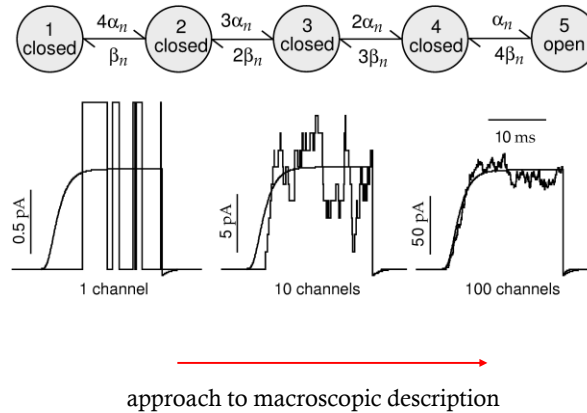 1 closed
2 closed
3 closed
4 closed
5 open
4αₙ
βₙ
3αₙ
2βₙ
2αₙ
3βₙ
αₙ
4βₙ
10 ms
0.5 pA
5 pA
50 pA
1 channel
10 channels
100 channels
approach to macroscopic description